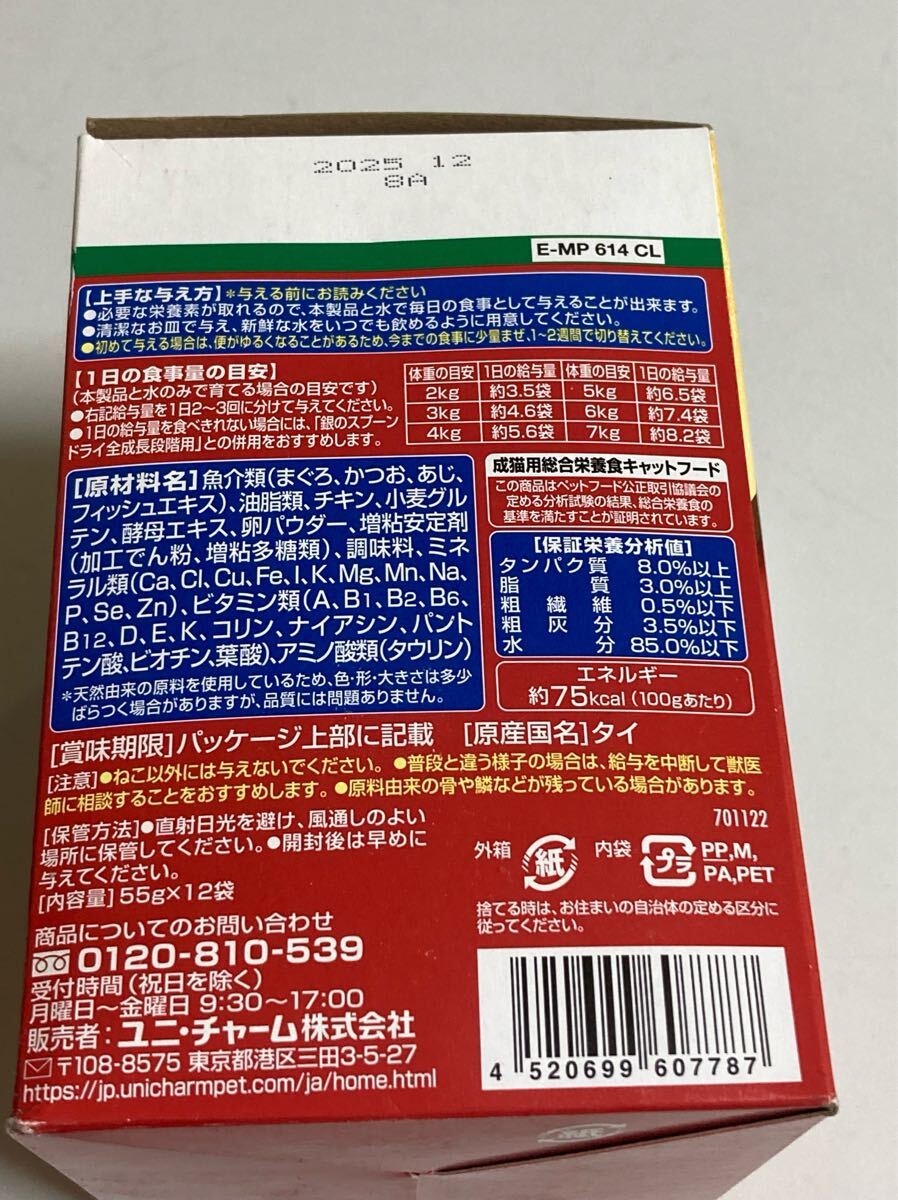 2025 12
8A
E-MP 614 CL
【上手な与え方】＊与える前にお読みください
●必要な栄養素が取れるので、本製品と水で毎日の食事として与えることが出来ます。
●清潔なお皿で与え、新鮮な水をいつでも飲めるように用意してください。
●初めて与える場合は、便がゆるくなることがあるため、今までの食事に少量まぜ、1~2週間で切り替えてください。
【1日の食事量の目安】
(本製品と水のみで育てる場合の目安です)
●右記給与量を1日2~3回に分けて与えてください。
●1日の給与量を食べきれない場合には、「銀のスプーン
ドライ全成長段階用」との併用をおすすめします。
体重の目安 1日の給与量 体重の目安 1日の給与量
2kg 約3.5袋 5kg 約6.5袋
3kg 約4.6袋 6kg 約7.4袋
4kg 約5.6袋 7kg 約8.2袋
[原材料名]魚介類(まぐろ、かつお、あじ、
フィッシュエキス)、油脂類、チキン、小麦グル
テン、酵母エキス、卵パウダー、増粘安定剤
(加工でん粉、増粘多糖類)、調味料、ミネ
ラル類(Ca, Cl, Cu, Fe, I, K, Mg, Mn, Na,
P, Se, Zn)、ビタミン類(A、B1、B2、B6、
B12、D、E、K、コリン、ナイアシン、パント
テン酸、ビオチン、葉酸)、アミノ酸類(タウリン)
＊天然由来の原料を使用しているため、色・形・大きさは多少
ばらつく場合がありますが、品質には問題ありません。
成猫用総合栄養食キャットフード
この商品はペットフード公正取引協議会の
定める分析試験の結果、総合栄養食の
基準を満たすことが証明されています。
【保証栄養分析値】
タンパク質 8.0%以上
脂質 3.0%以上
粗繊維 0.5%以下
粗灰分 3.5%以下
水分 85.0%以下
エネルギー
約75kcal(100gあたり)
[賞味期限]パッケージ上部に記載 [原産国名]タイ
[注意]●ねこ以外には与えないでください。●普段と違う様子の場合は、給与を中断して獣医
師に相談することをおすすめします。●原料由来の骨や鱗などが残っている場合があります。
701122
[保管方法]●直射日光を避け、風通しのよい
場所に保管してください。●開封後は早めに
与えてください。
[内容量]55g×12袋
外箱 紙 内袋 プラ PP,M,
PA,PET
捨てる時は、お住まいの自治体の定める区分に
従ってください。
商品についてのお問い合わせ
0120-810-539
受付時間(祝日を除く)
月曜日~金曜日 9:30~17:00
販売者:ユニ・チャーム株式会社
〒108-8575 東京都港区三田3-5-27
https://jp.unicharmpet.com/ja/home.html
4 520699 607787
紙